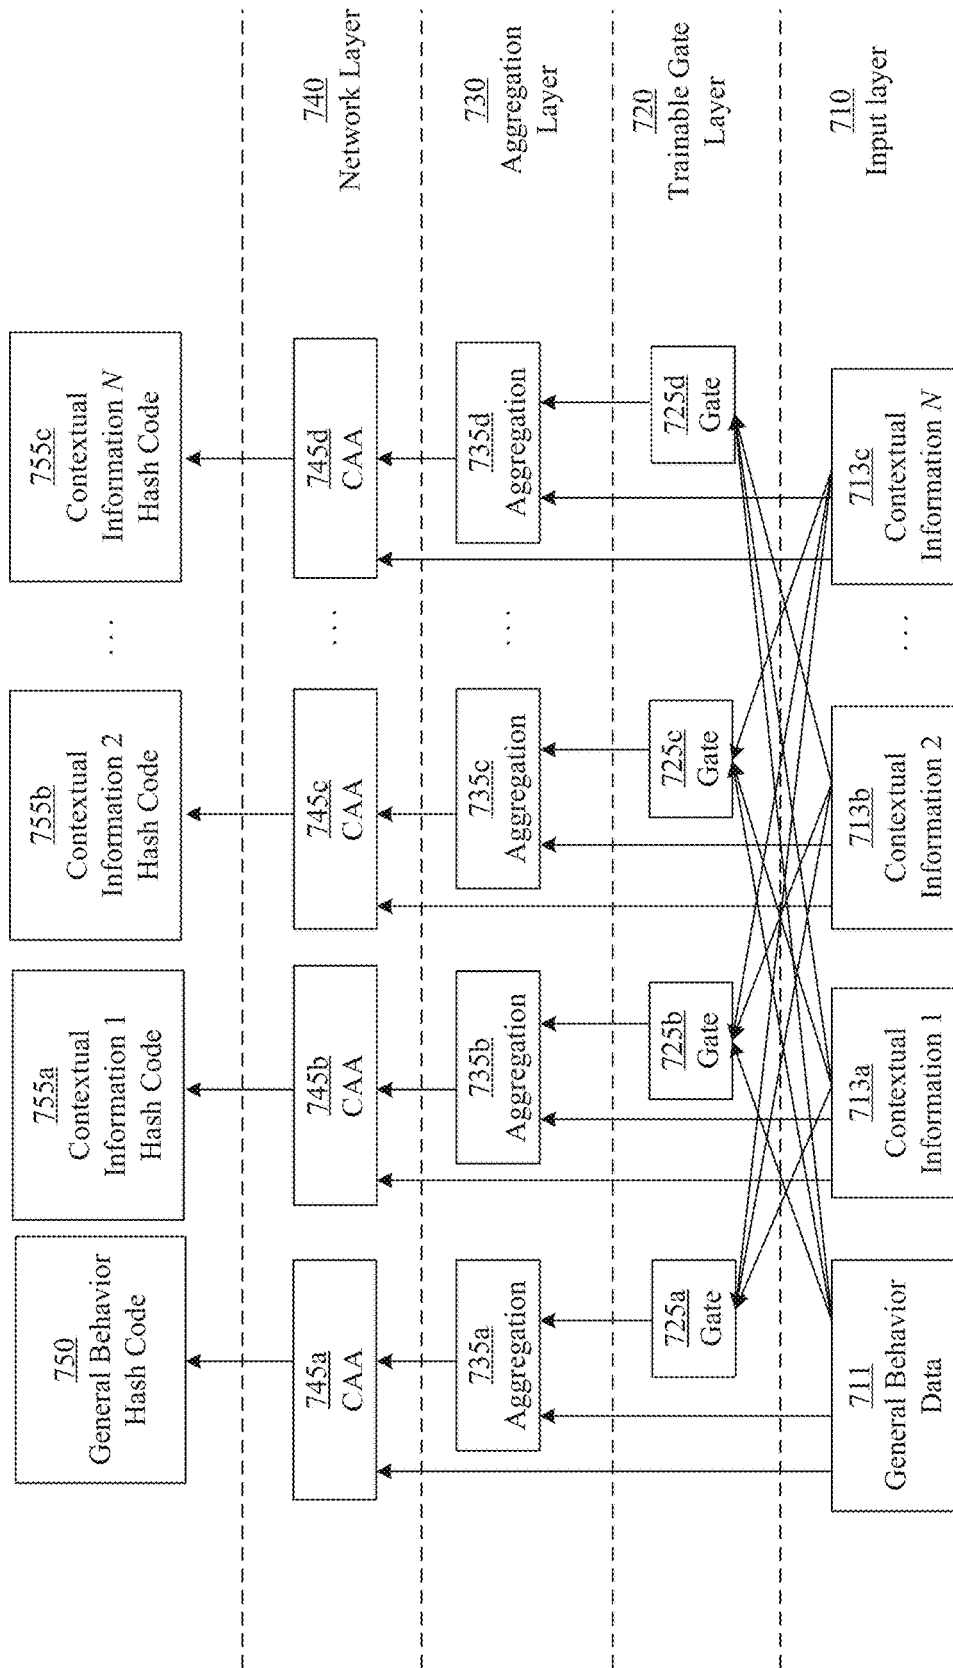 750
General Behavior
Hash Code
755a
Contextual
Information 1
Hash Code
755b
Contextual
Information 2
Hash Code
. . .
755c
Contextual
Information N
Hash Code
745a
CAA
745b
CAA
745c
CAA
. . .
745d
CAA
740
Network Layer
735a
Aggregation
735b
Aggregation
735c
Aggregation
. . .
735d
Aggregation
730
Aggregation
Layer
725a
Gate
725b
Gate
725c
Gate
725d
Gate
720
Trainable Gate
Layer
711
General Behavior
Data
713a
Contextual
Information 1
713b
Contextual
Information 2
. . .
713c
Contextual
Information N
710
Input layer